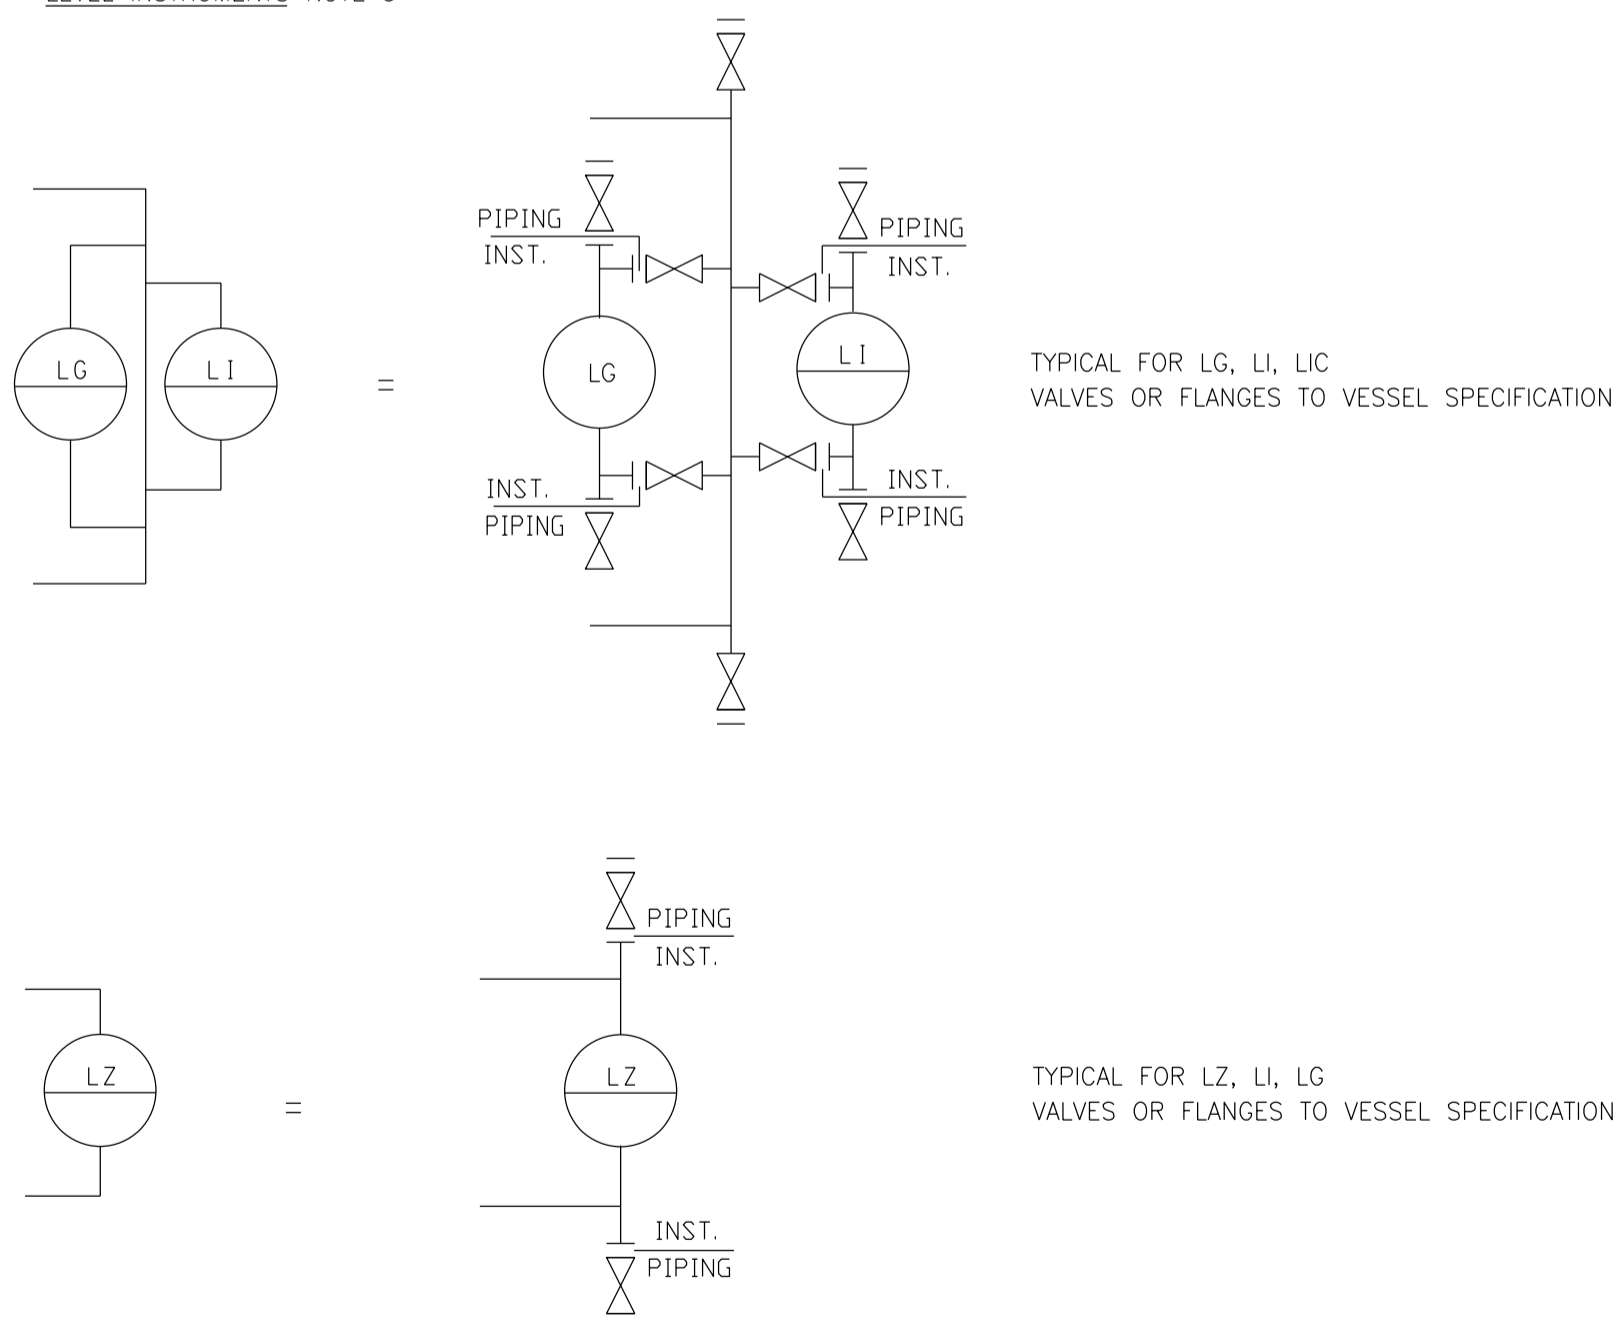 PIPING
INST.
PIPING
INST.
LG
LI
=
LG
LI
TYPICAL FOR LG, LI, LIC
VALVES OR FLANGES TO VESSEL SPECIFICATION
INST.
PIPING
INST.
PIPING
PIPING
INST.
LZ
=
LZ
TYPICAL FOR LZ, LI, LG
VALVES OR FLANGES TO VESSEL SPECIFICATION
INST.
PIPING